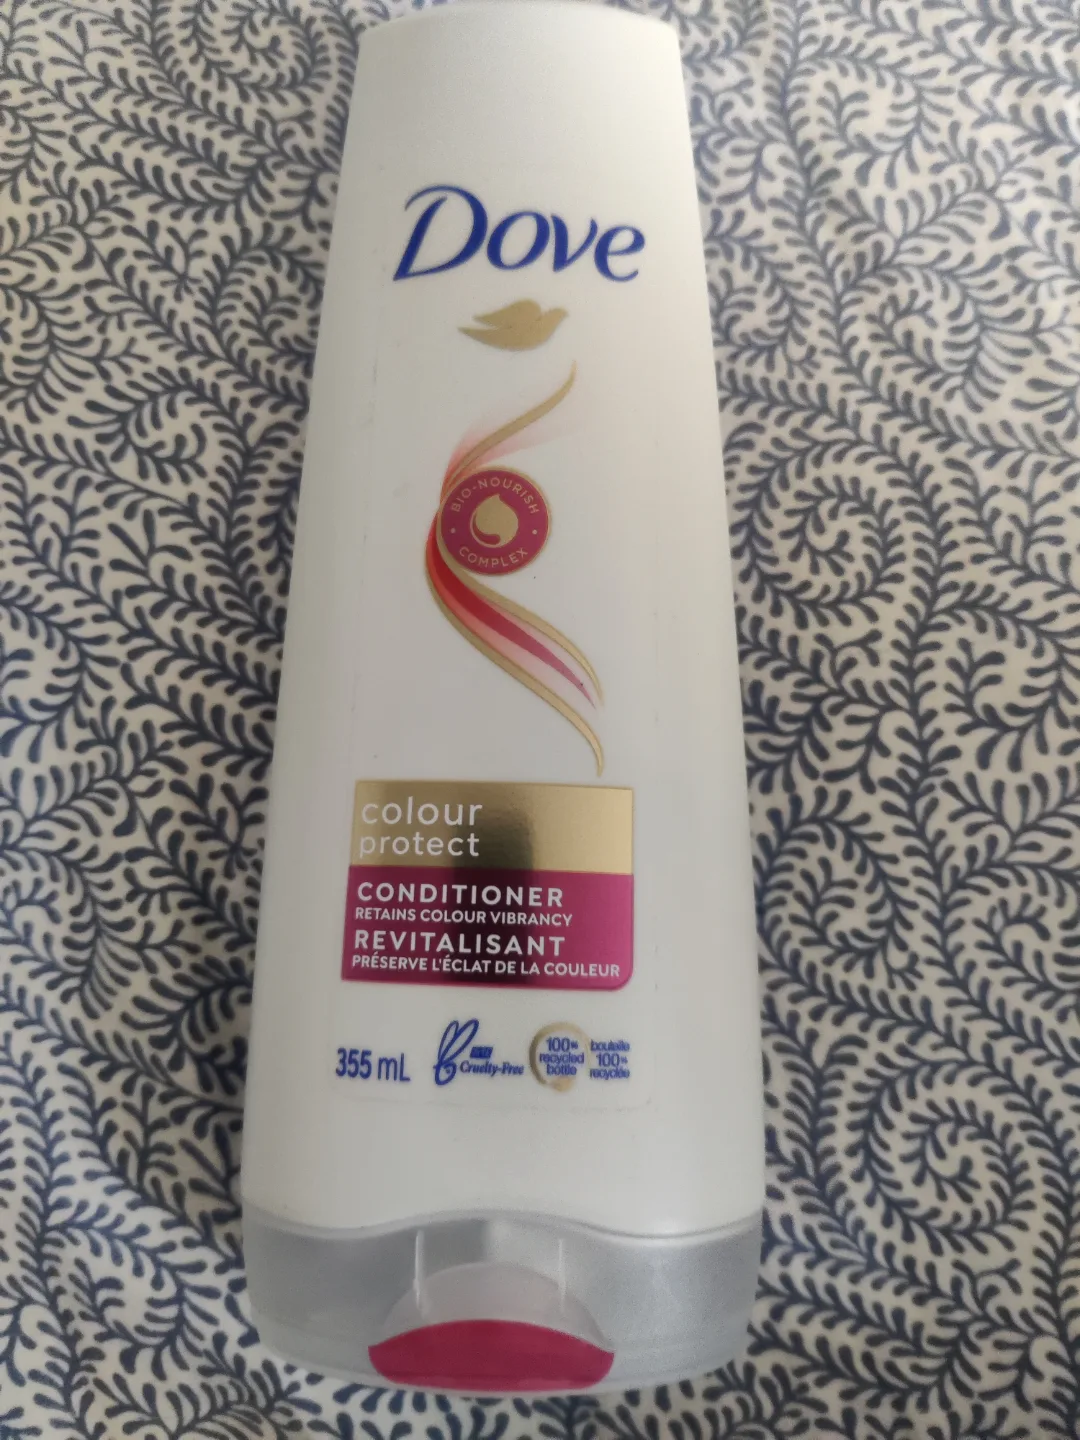 Dove
BIO-NOURISH
COMPLEX
colour
protect
CONDITIONER
RETAINS COLOUR VIBRANCY
REVITALISANT
PRÉSERVE L'ÉCLAT DE LA COULEUR
355 mL
Cruelty-Free
100%
recycled
bottle
bouteille
100%
recyclée